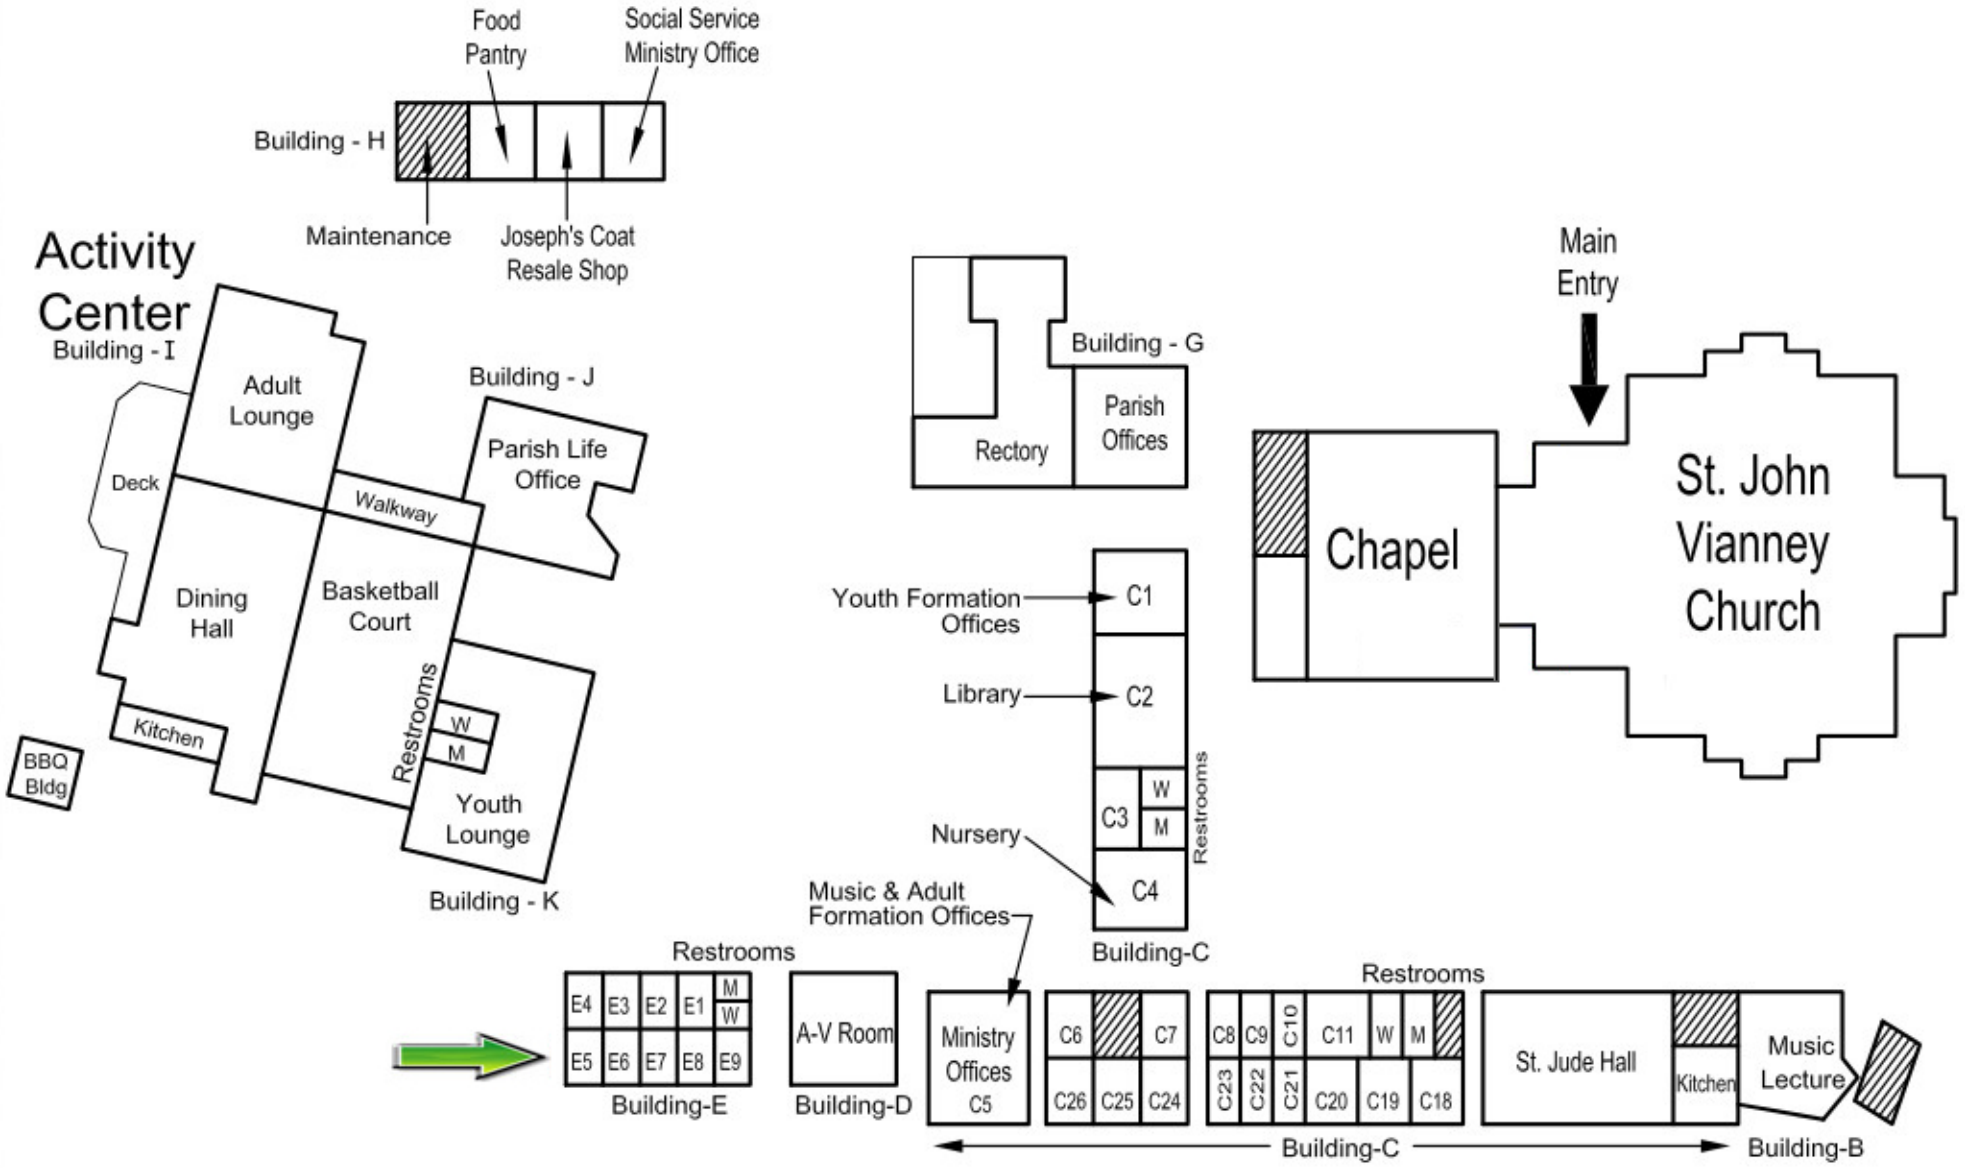 Food
Pantry
Social Service
Ministry Office
Building - H
Maintenance
Joseph's Coat
Resale Shop
Activity
Center
Building - I
Adult
Lounge
Deck
Building - J
Parish Life
Office
Walkway
Dining
Hall
Basketball
Court
Restrooms
W
M
Kitchen
BBQ
Bldg
Youth
Lounge
Building - K
Building - G
Rectory
Parish
Offices
Main
Entry
Chapel
St. John
Vianney
Church
Youth Formation
Offices
C1
Library
C2
C3
W
M
Restrooms
Nursery
C4
Building-C
Music & Adult
Formation Offices
Restrooms
E4 E3 E2 E1 M
W
E5 E6 E7 E8 E9
Building-E
A-V Room
Building-D
Ministry
Offices
C5
C6 C7
C26 C25 C24
Restrooms
C8 C9 C10 C11 W M
C23 C22 C21 C20 C19 C18
Building-C
St. Jude Hall
Kitchen
Music
Lecture
Building-B